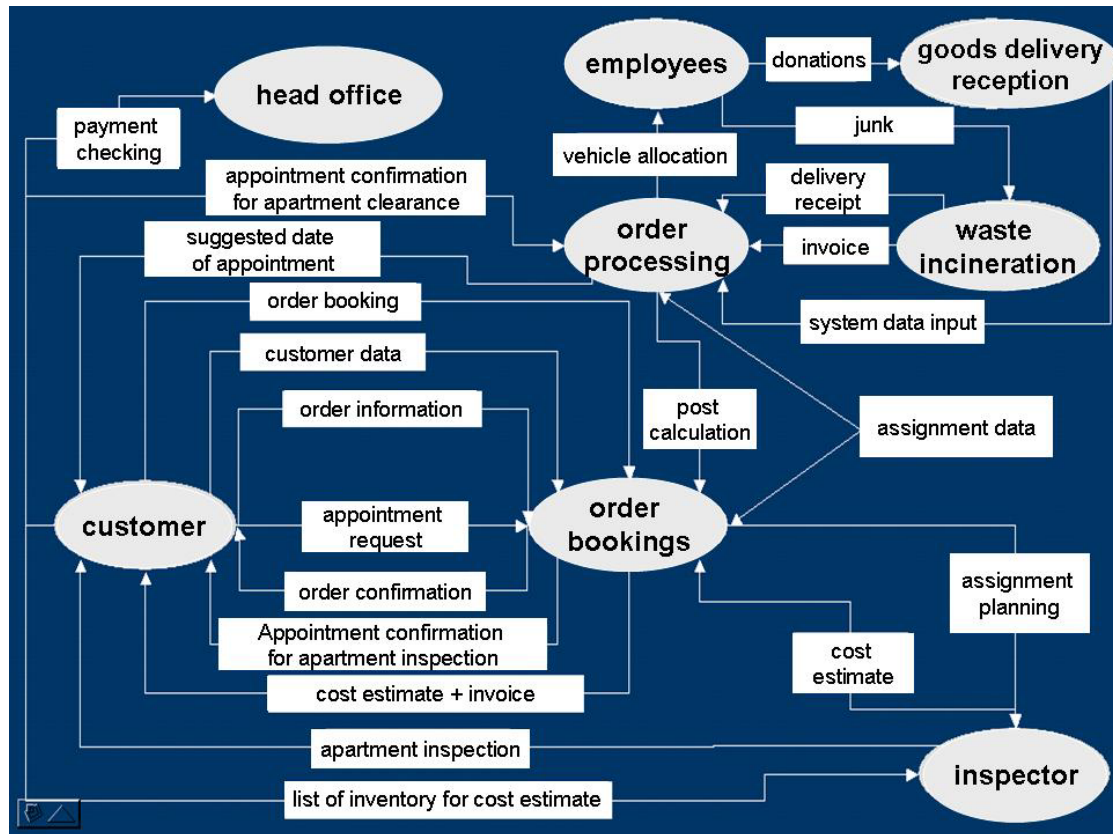 employees
donations
goods delivery
reception
head office
payment
checking
junk
vehicle allocation
appointment confirmation
for apartment clearance
delivery
receipt
suggested date
of appointment
order
processing
invoice
waste
incineration
order booking
system data input
customer data
order information
post
calculation
assignment data
customer
appointment
request
order
bookings
order confirmation
assignment
planning
Appointment confirmation
for apartment inspection
cost
estimate
cost estimate + invoice
apartment inspection
inspector
list of inventory for cost estimate